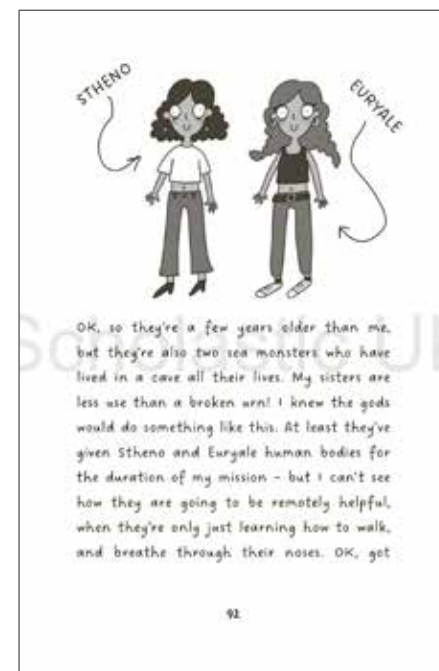 STHENO
EURYALE
OK, so they're a few years older than me,
but they're also two sea monsters who have
lived in a cave all their lives. My sisters are
less use than a broken urn! I knew the gods
would do something like this. At least they've
given Stheno and Euryale human bodies for
the duration of my mission – but I can't see
how they are going to be remotely helpful,
when they're only just learning how to walk,
and breathe through their noses. OK, got
92
Scholastic UK